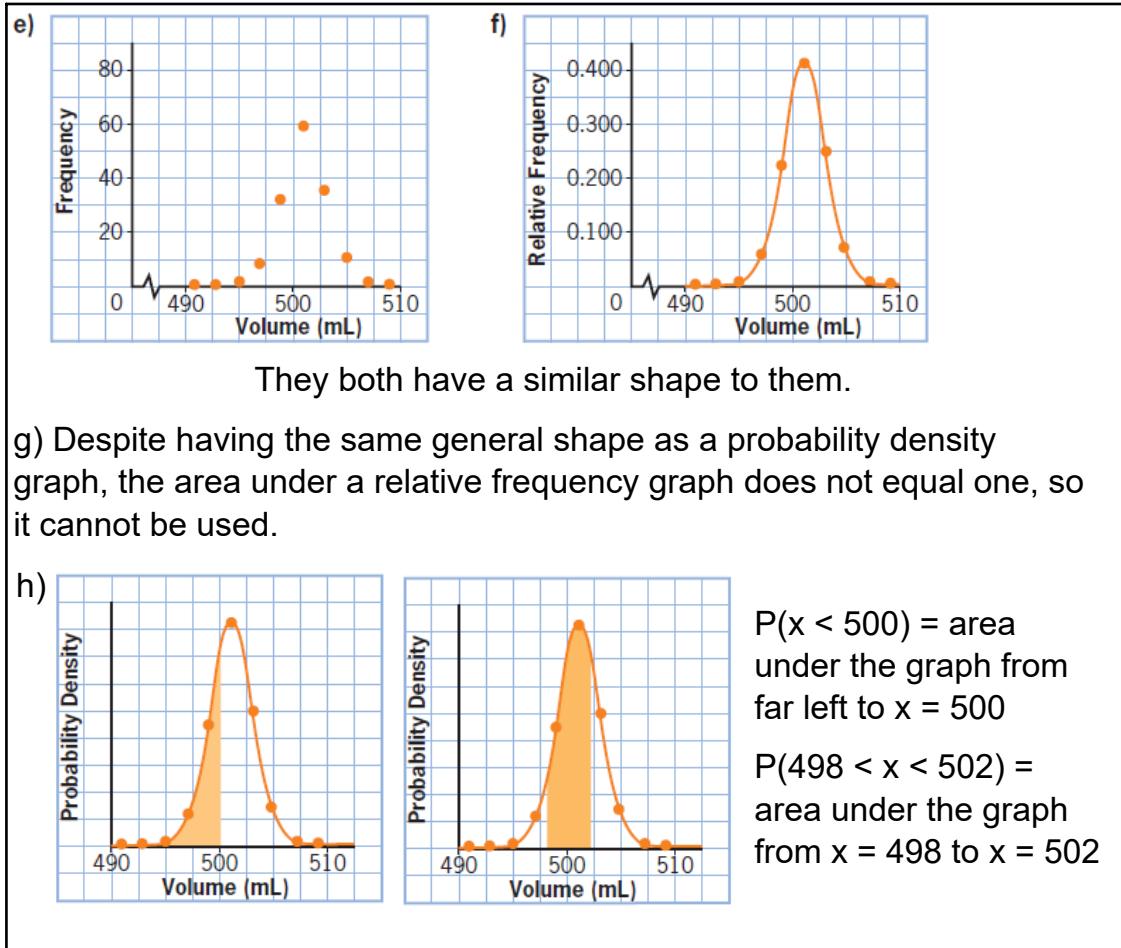 e)
f)
80
60
40
20
0
Frequency
490
500
510
Volume (mL)
0.400
0.300
0.200
0.100
0
Relative Frequency
490
500
510
Volume (mL)
They both have a similar shape to them.
g) Despite having the same general shape as a probability density
graph, the area under a relative frequency graph does not equal one, so
it cannot be used.
h)
Probability Density
490
500
510
Volume (mL)
Probability Density
490
500
510
Volume (mL)
P(x < 500) = area
under the graph from
far left to x = 500
P(498 < x < 502) =
area under the graph
from x = 498 to x = 502